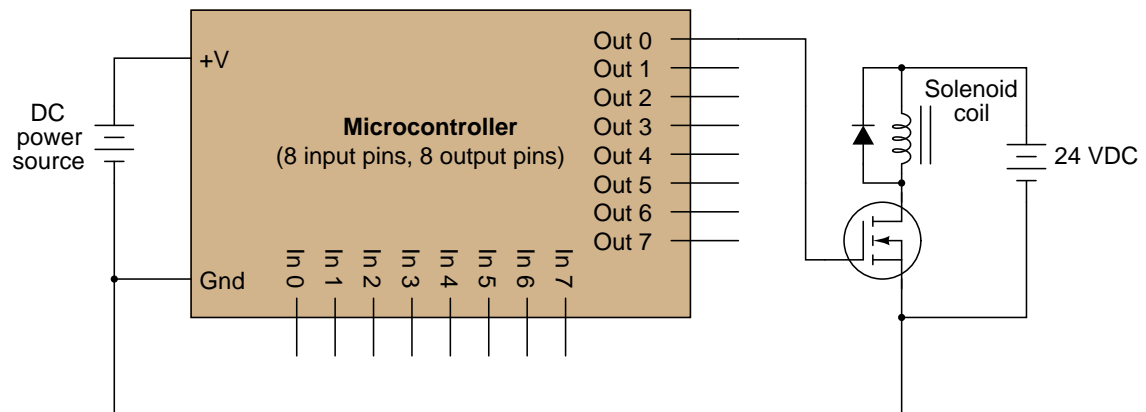 +V
Out 0
Out 1
Out 2
Out 3
Out 4
Out 5
Out 6
Out 7
DC
power
source
Microcontroller
(8 input pins, 8 output pins)
Solenoid
coil
24 VDC
Gnd
In 0
In 1
In 2
In 3
In 4
In 5
In 6
In 7